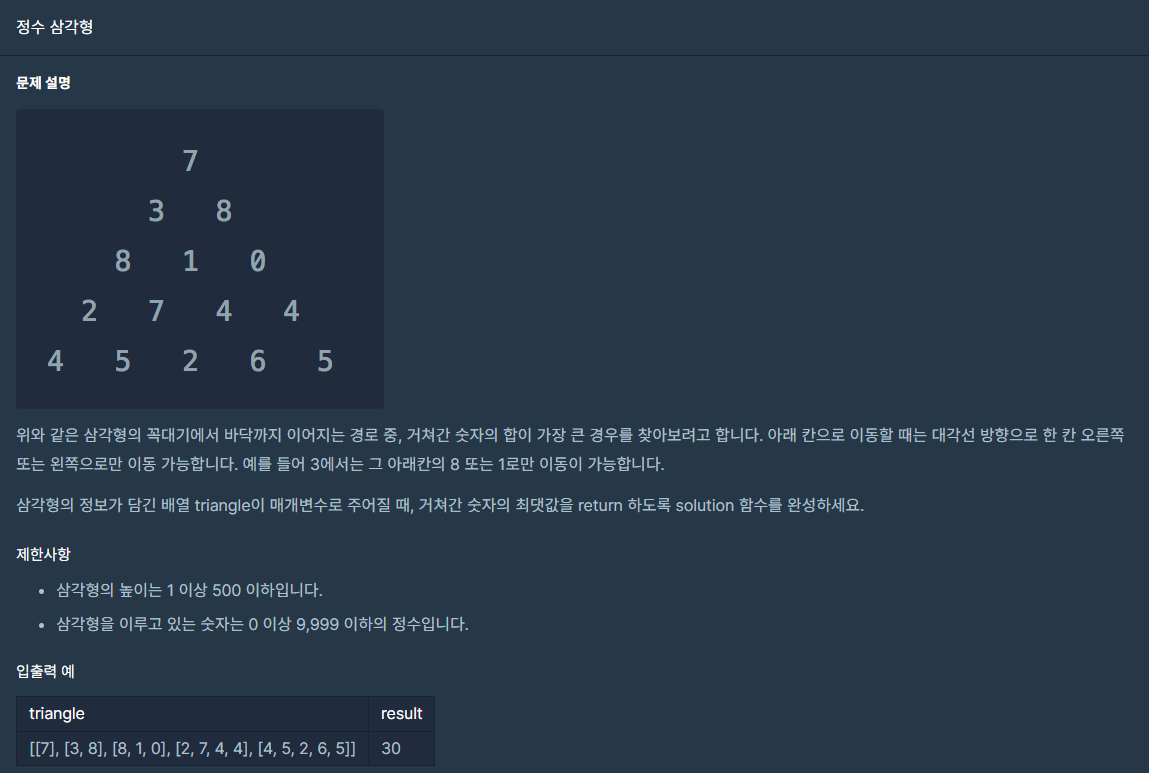 정수 삼각형
문제 설명
7
3 8
8 1 0
2 7 4 4
4 5 2 6 5
위와 같은 삼각형의 꼭대기에서 바닥까지 이어지는 경로 중, 거쳐간 숫자의 합이 가장 큰 경우를 찾아보려고 합니다. 아래 칸으로 이동할 때는 대각선 방향으로 한 칸 오른쪽
또는 왼쪽으로만 이동 가능합니다. 예를 들어 3에서는 그 아래칸의 8 또는 1로만 이동이 가능합니다.
삼각형의 정보가 담긴 배열 triangle이 매개변수로 주어질 때, 거쳐간 숫자의 최댓값을 return 하도록 solution 함수를 완성하세요.
제한사항
• 삼각형의 높이는 1 이상 500 이하입니다.
• 삼각형을 이루고 있는 숫자는 0 이상 9,999 이하의 정수입니다.
입출력 예
triangle result
[[7], [3, 8], [8, 1, 0], [2, 7, 4, 4], [4, 5, 2, 6, 5]] 30